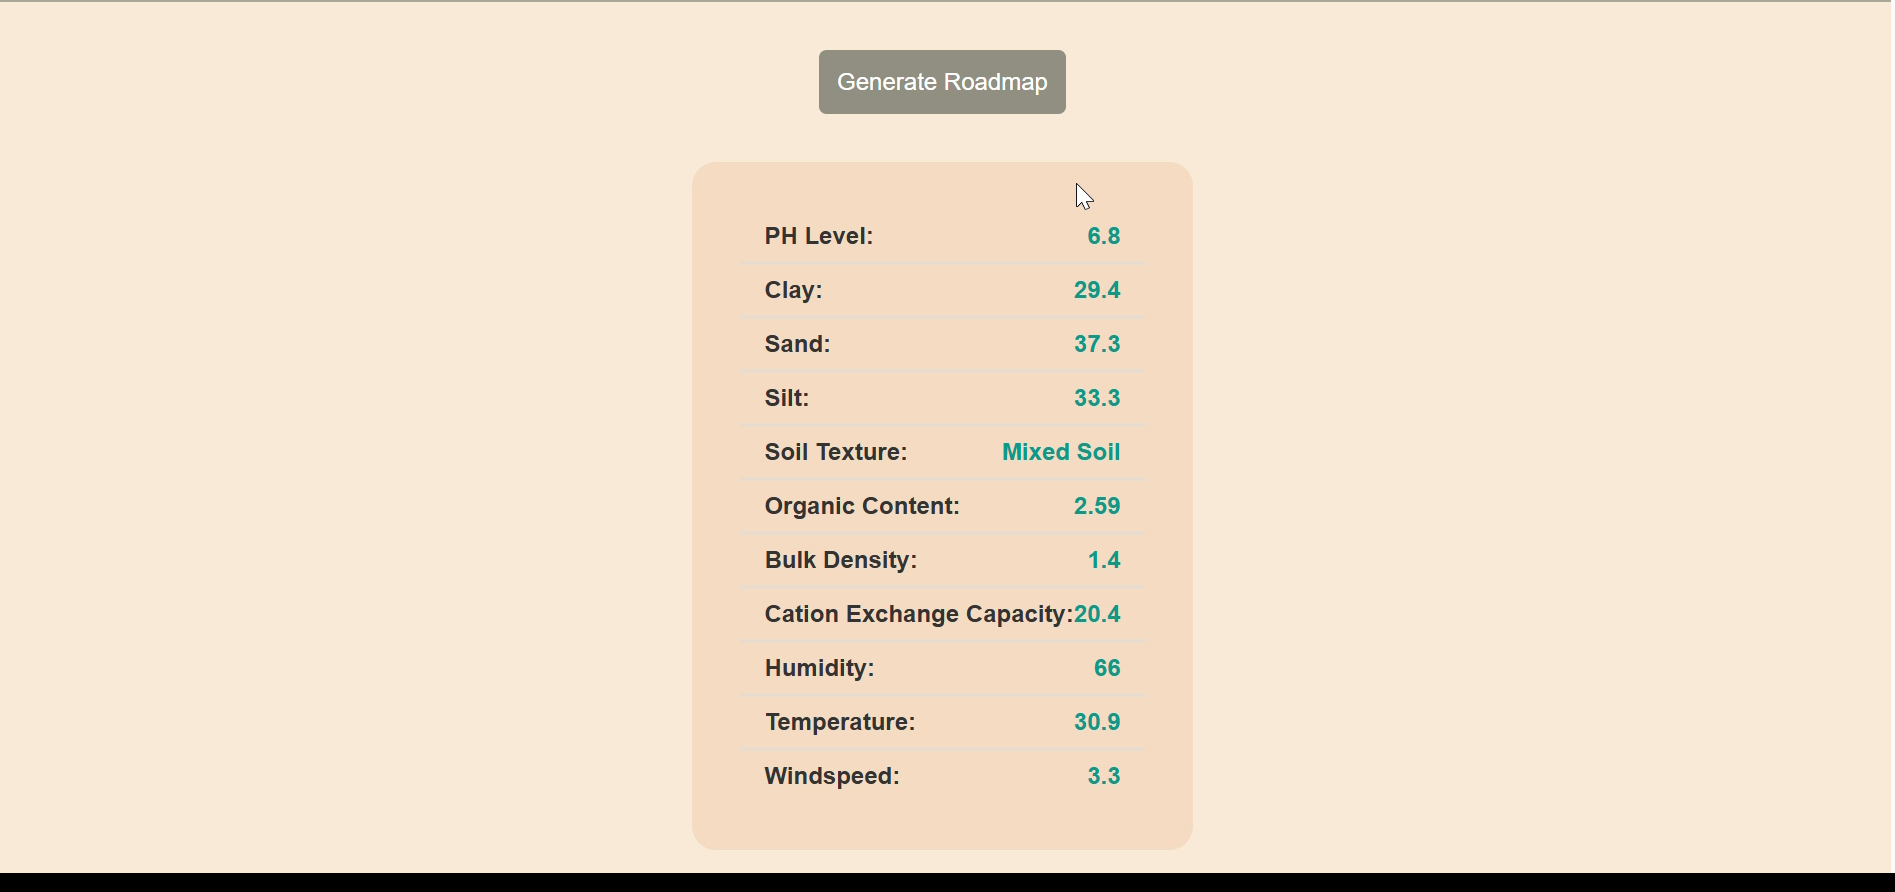 Generate Roadmap
PH Level: 6.8
Clay: 29.4
Sand: 37.3
Silt: 33.3
Soil Texture: Mixed Soil
Organic Content: 2.59
Bulk Density: 1.4
Cation Exchange Capacity:20.4
Humidity: 66
Temperature: 30.9
Windspeed: 3.3